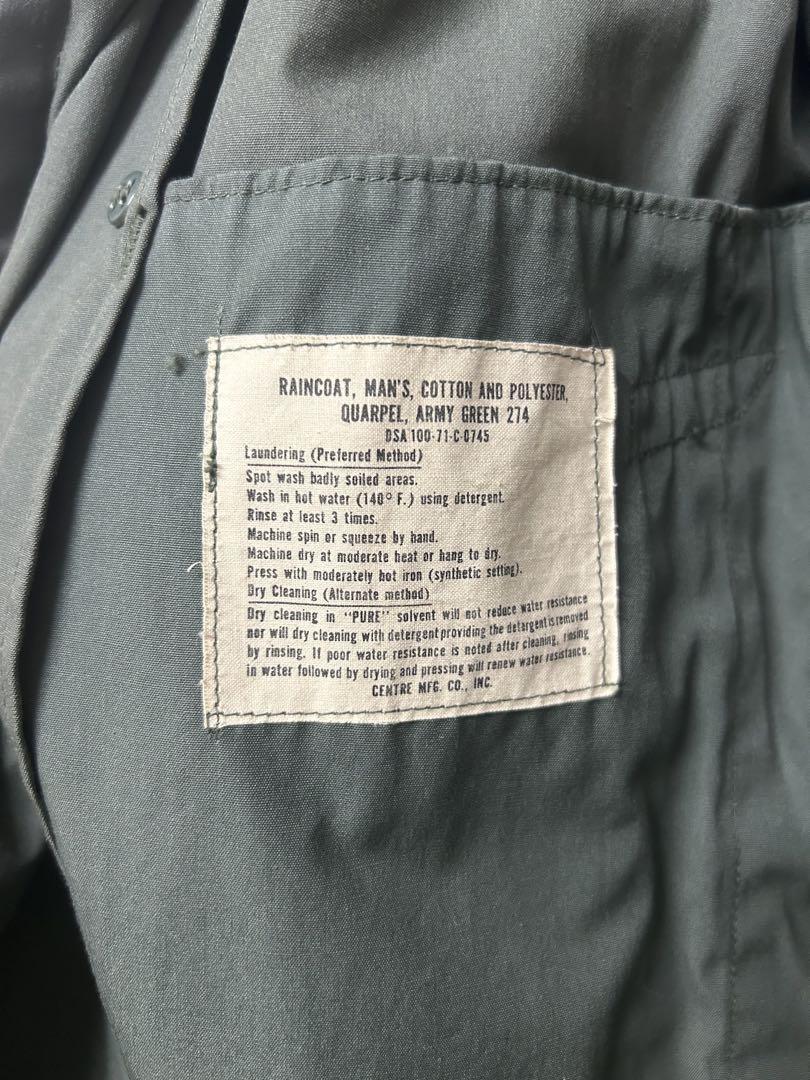 RAINCOAT, MAN'S, COTTON AND POLYESTER,
QUARPEL, ARMY GREEN 274
DSA 100-71-C-0745
Laundering (Preferred Method)
Spot wash badly soiled areas.
Wash in hot water (140° F.) using detergent.
Rinse at least 3 times.
Machine spin or squeeze by hand.
Machine dry at moderate heat or hang to dry.
Press with moderately hot iron (synthetic setting).
Dry Cleaning (Alternate method)
Dry cleaning in "PURE" solvent will not reduce water resistance
nor will dry cleaning with detergent providing the detergent is removed
by rinsing. If poor water resistance is noted after cleaning, rinsing
in water followed by drying and pressing will renew water resistance.
CENTRE MFG. CO., INC.